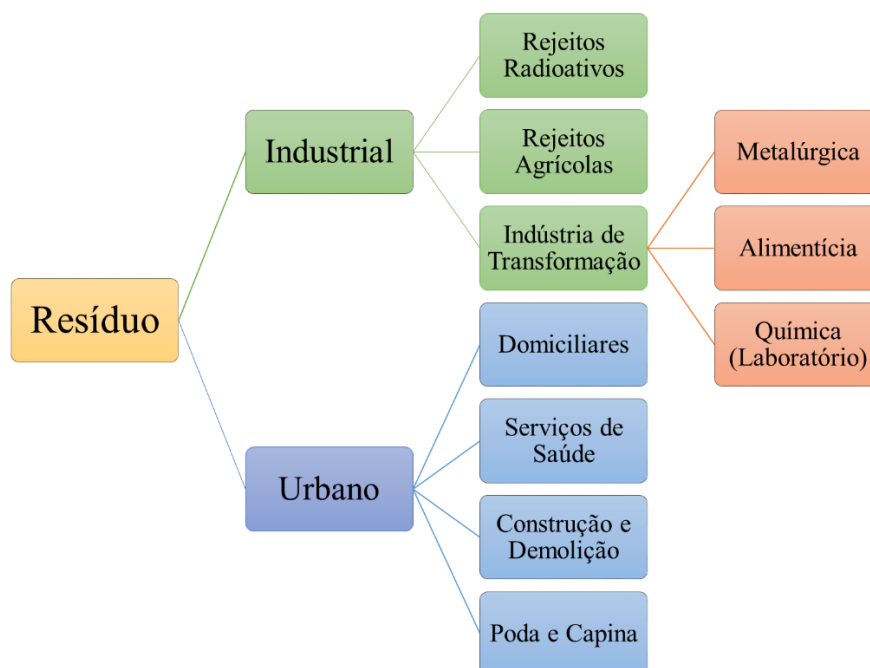 Resíduo
Industrial
Rejeitos
Radioativos
Rejeitos
Agrícolas
Indústria de
Transformação
Metalúrgica
Alimentícia
Química
(Laboratório)
Urbano
Domiciliares
Serviços de
Saúde
Construção e
Demolição
Poda e Capina